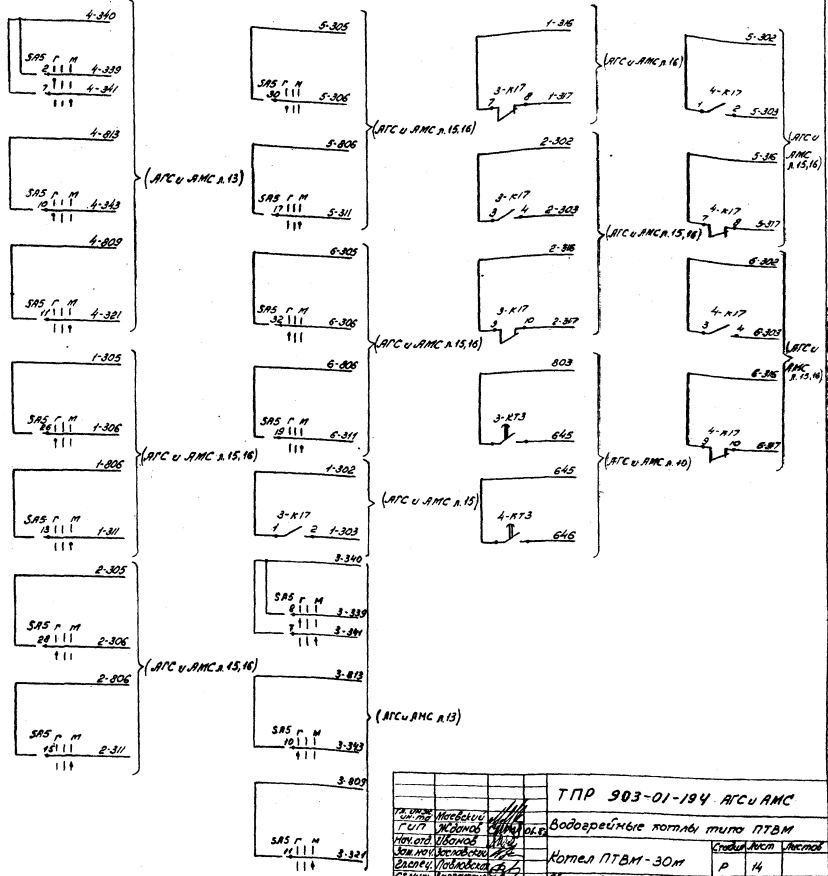 4-340
SA5 Г М
2 4-339
7 4-341
4-813
SA5 Г М
10 4-343
(АГС и АМС л.13)
4-809
SA5 Г М
11 4-321
1-305
SA5 Г М
26 1-306
(АГС и АМС л.15,16)
1-806
SA5 Г М
13 1-311
2-305
SA5 Г М
28 2-306
(АГС и АМС л.15,16)
2-806
SA5 Г М
15 2-311
5-305
SA5 Г М
30 5-306
(АГС и АМС л.15,16)
5-806
SA5 Г М
17 5-311
6-305
SA5 Г М
32 6-306
(АГС и АМС л.15,16)
6-806
SA5 Г М
19 6-311
1-302
3-К17
1 2 1-303
(АГС и АМС л.15)
3-340
SA5 Г М
8 3-339
7 3-341
3-813
SA5 Г М
10 3-343
(АГС и АМС л.13)
3-809
SA5 Г М
11 3-321
1-316
3-К17
7 8 1-317
(АГС и АМС л.16)
2-302
3-К17
3 4 2-303
(АГС и АМС л.15,16)
2-316
3-К17
9 10 2-317
803
3-КТ3
645
(АГС и АМС л.10)
645
4-КТ3
646
5-302
4-К17
1 2 5-303
(АГС и
АМС
л.15,16)
5-316
4-К17
7 8 5-317
6-302
4-К17
3 4 6-303
(АГС и
АМС
л.15,16)
6-316
4-К17
9 10 6-317
ТПР 903-01-194 АГС и АМС
Маевский
ГИП Жданов
Нач.отд. Иванов
Зам.нач. Заславский
Гл.спец. Павловский
Водогрейные котлы типа ПТВМ
Котел ПТВМ-30м
Стадия Лист Листов
Р 14